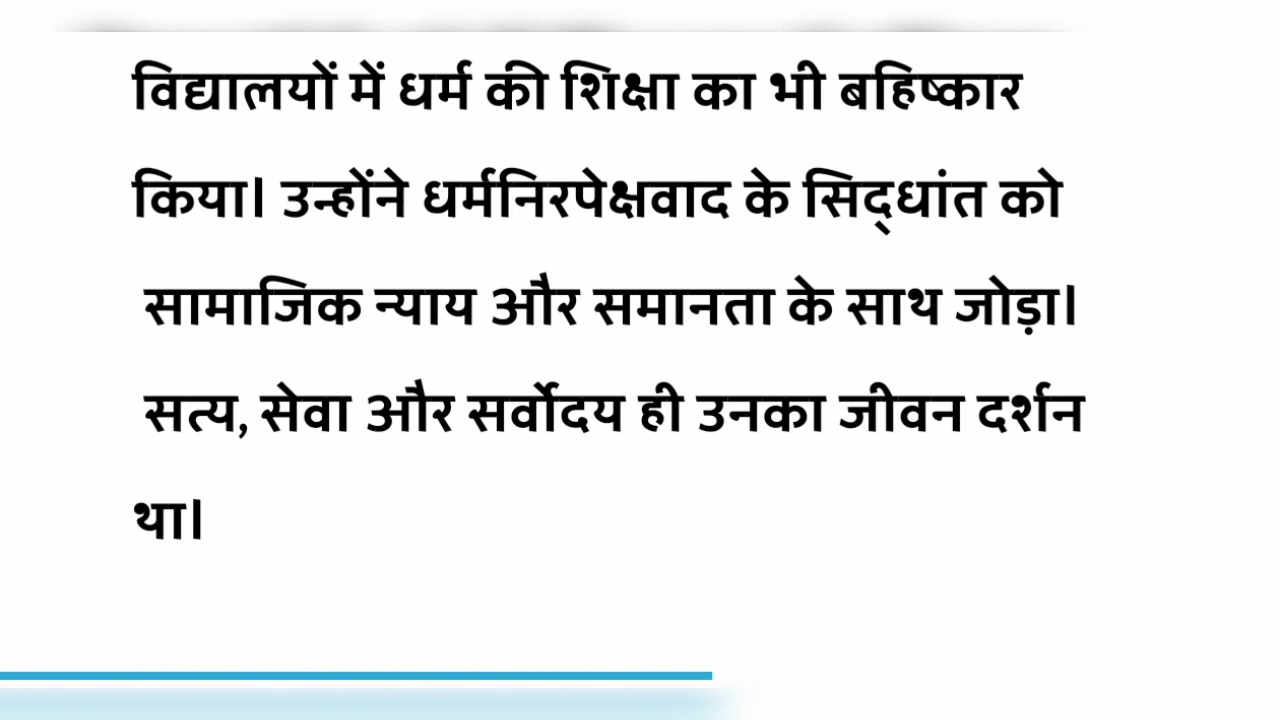 विद्यालयों में धर्म की शिक्षा का भी बहिष्कार
किया। उन्होंने धर्मनिरपेक्षवाद के सिद्‌धांत को
सामाजिक न्याय और समानता के साथ जोड़ा।
सत्य, सेवा और सर्वोदय ही उनका जीवन दर्शन
था।